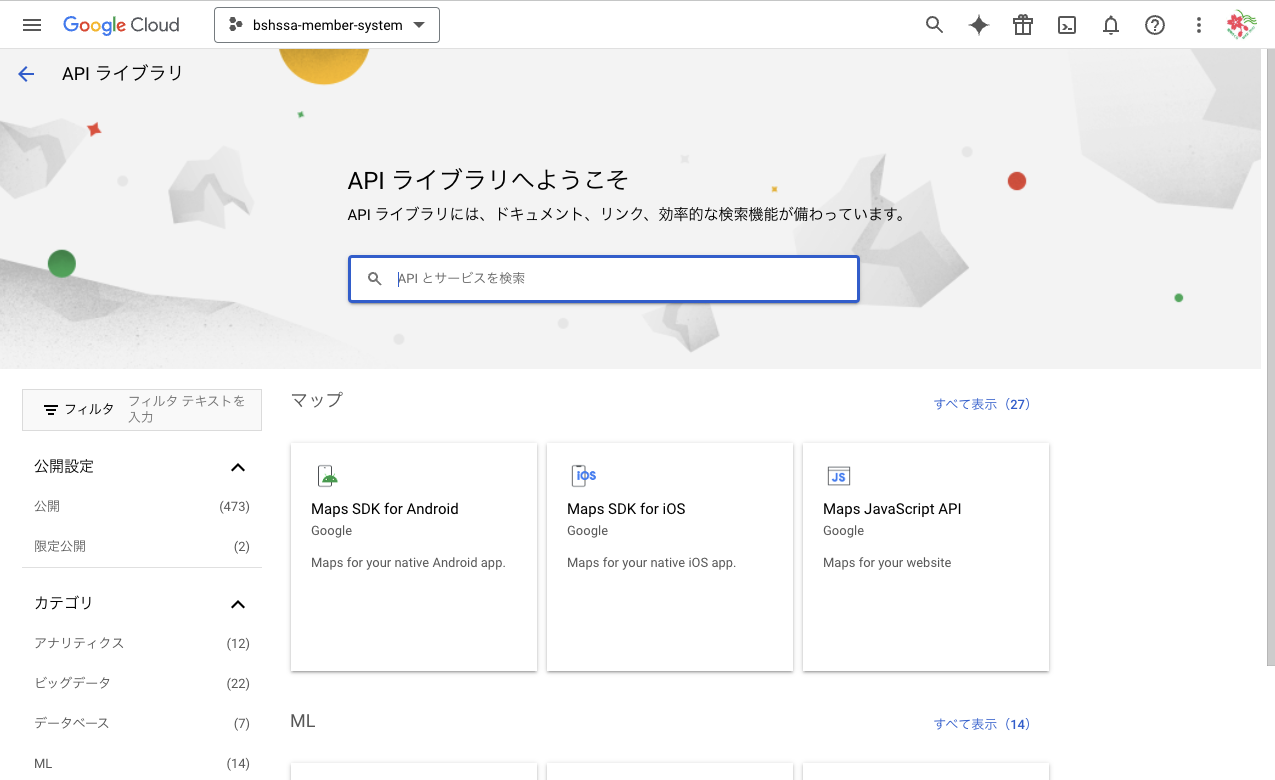 Google Cloud
bshssa-member-system
API ライブラリ
API ライブラリへようこそ
API ライブラリには、ドキュメント、リンク、効率的な検索機能が備わっています。
API とサービスを検索
フィルタ
フィルタ テキストを
入力
公開設定
公開 (473)
限定公開 (2)
カテゴリ
アナリティクス (12)
ビッグデータ (22)
データベース (7)
ML (14)
マップ
すべて表示（27）
iOS
JS
Maps SDK for Android
Google
Maps for your native Android app.
Maps SDK for iOS
Google
Maps for your native iOS app.
Maps JavaScript API
Google
Maps for your website
ML
すべて表示（14）